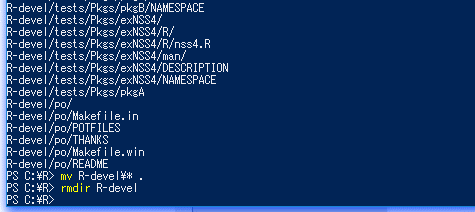 R-devel/tests/Pkgs/pkgB/NAMESPACE
R-devel/tests/Pkgs/exNSS4/
R-devel/tests/Pkgs/exNSS4/R/
R-devel/tests/Pkgs/exNSS4/R/nss4.R
R-devel/tests/Pkgs/exNSS4/man/
R-devel/tests/Pkgs/exNSS4/DESCRIPTION
R-devel/tests/Pkgs/exNSS4/NAMESPACE
R-devel/tests/Pkgs/pkgA
R-devel/po/
R-devel/po/Makefile.in
R-devel/po/POTFILES
R-devel/po/THANKS
R-devel/po/Makefile.win
R-devel/po/README
PS C:¥R> mv R-devel¥* .
PS C:¥R> rmdir R-devel
PS C:¥R>